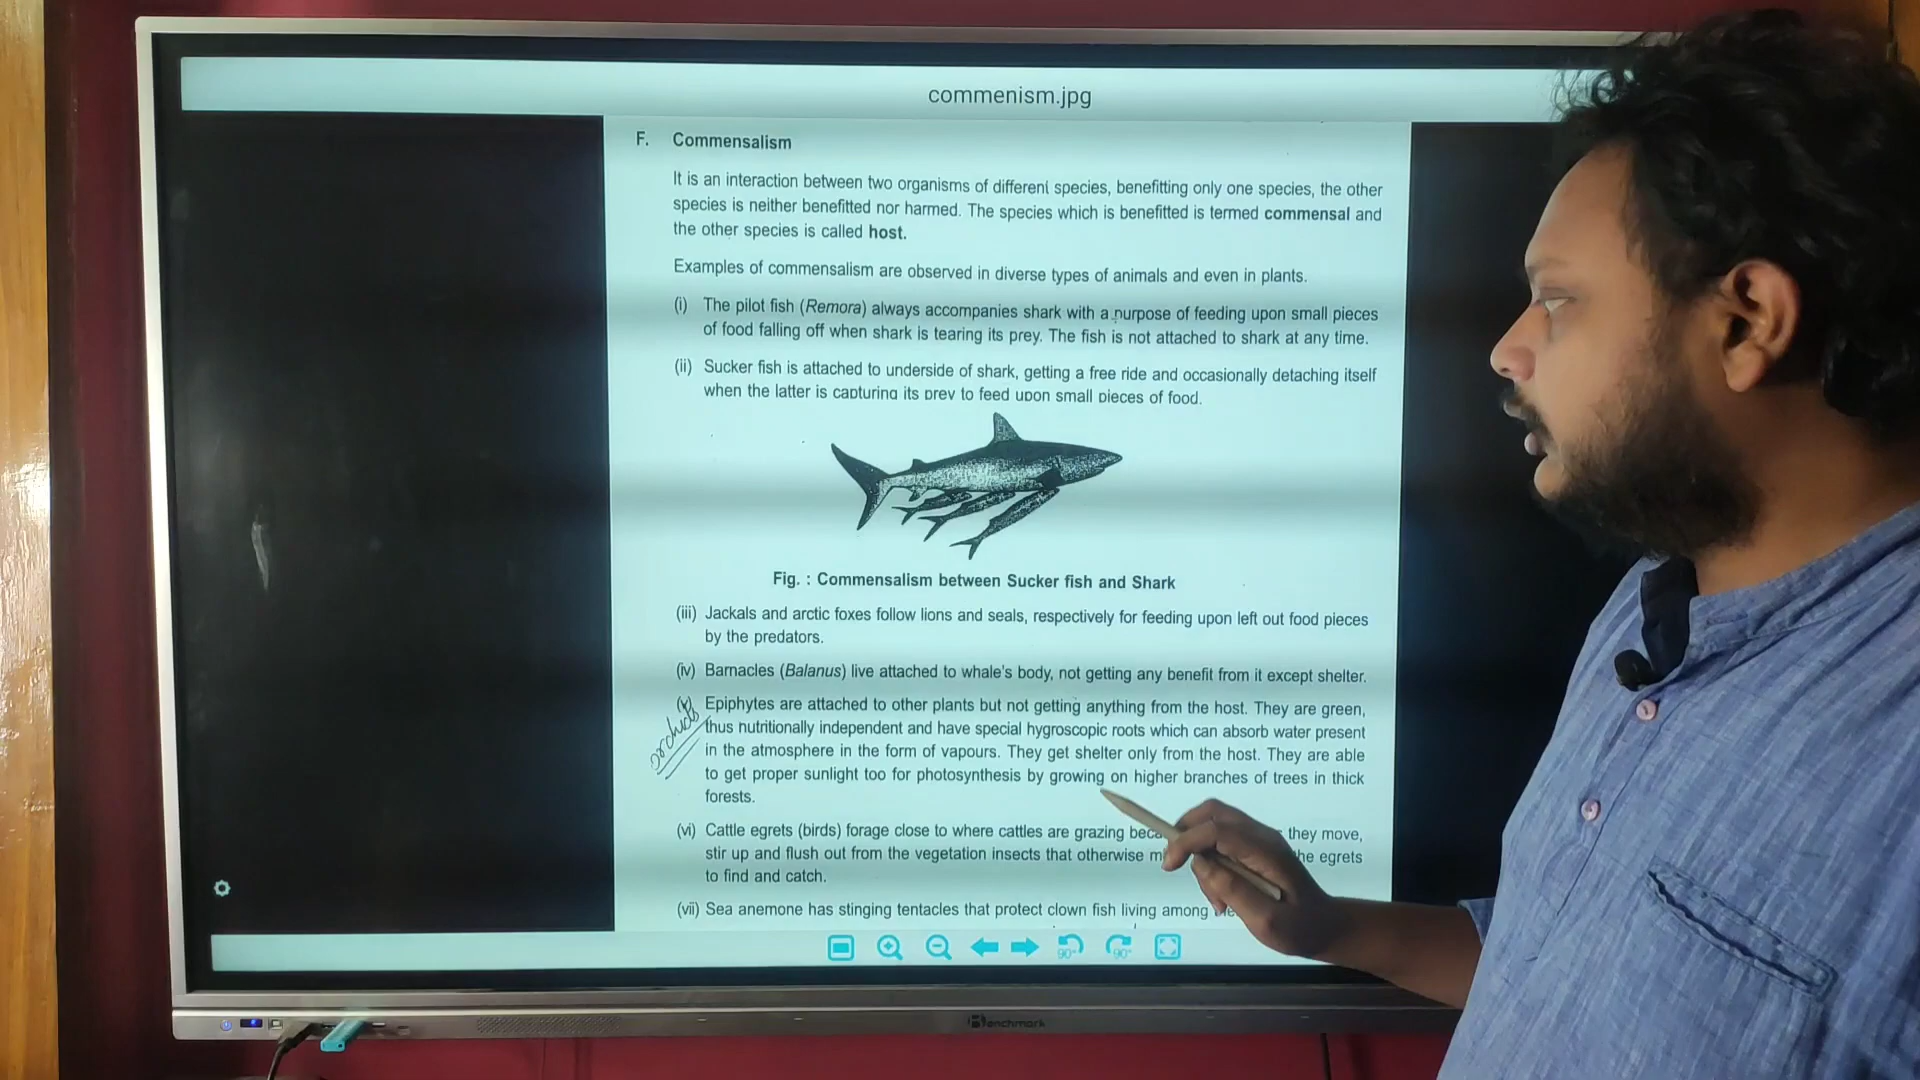 commenism.jpg
F. Commensalism
It is an interaction between two organisms of different species, benefitting only one species, the other
species is neither benefitted nor harmed. The species which is benefitted is termed commensal and
the other species is called host.
Examples of commensalism are observed in diverse types of animals and even in plants.
(i) The pilot fish (Remora) always accompanies shark with a purpose of feeding upon small pieces
of food falling off when shark is tearing its prey. The fish is not attached to shark at any time.
(ii) Sucker fish is attached to underside of shark, getting a free ride and occasionally detaching itself
when the latter is capturing its prey to feed upon small pieces of food.
Fig. : Commensalism between Sucker fish and Shark
(iii) Jackals and arctic foxes follow lions and seals, respectively for feeding upon left out food pieces
by the predators.
(iv) Barnacles (Balanus) live attached to whale's body, not getting any benefit from it except shelter.
(v) Epiphytes are attached to other plants but not getting anything from the host. They are green,
thus nutritionally independent and have special hygroscopic roots which can absorb water present
in the atmosphere in the form of vapours. They get shelter only from the host. They are able
to get proper sunlight too for photosynthesis by growing on higher branches of trees in thick
forests.
orchids
(vi) Cattle egrets (birds) forage close to where cattles are grazing they move,
stir up and flush out from the vegetation insects that otherwise the egrets
to find and catch.
(vii) Sea anemone has stinging tentacles that protect clown fish living among
90° 90°
Benchmark